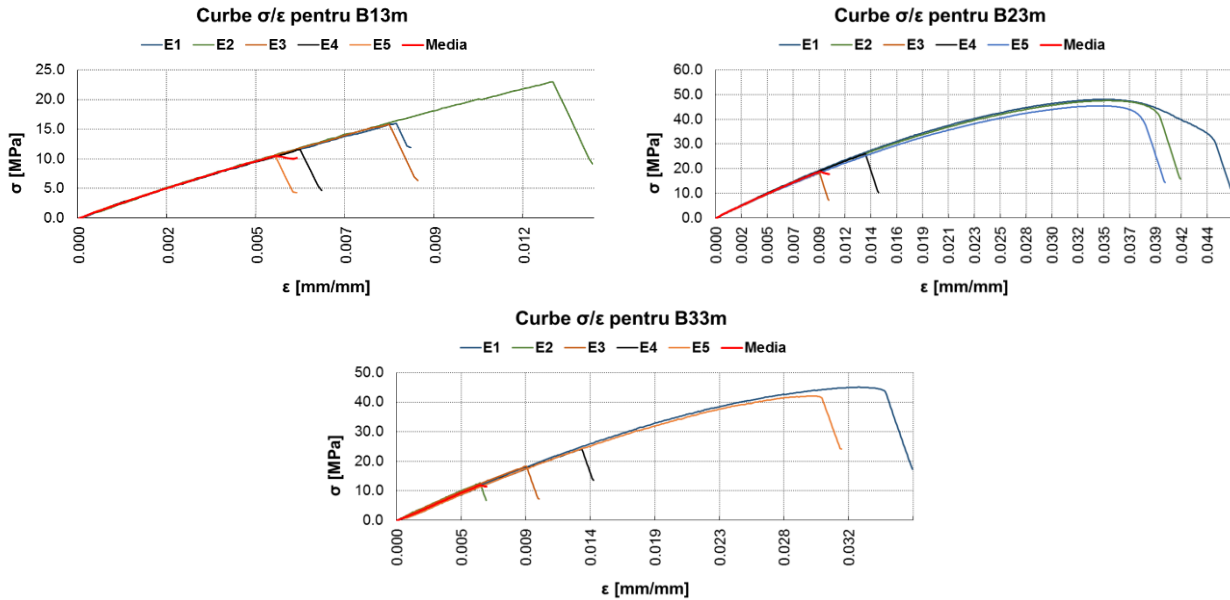 Curbe σ/ε pentru B13m
E1 E2 E3 E4 E5 Media
25.0
20.0
15.0
10.0
5.0
0.0
σ [MPa]
0.000 0.002 0.005 0.007 0.009 0.012
ε [mm/mm]
Curbe σ/ε pentru B23m
E1 E2 E3 E4 E5 Media
60.0
50.0
40.0
30.0
20.0
10.0
0.0
σ [MPa]
0.000 0.002 0.005 0.007 0.009 0.012 0.014 0.016 0.019 0.021 0.023 0.025 0.028 0.030 0.032 0.035 0.037 0.039 0.042 0.044
ε [mm/mm]
Curbe σ/ε pentru B33m
E1 E2 E3 E4 E5 Media
50.0
40.0
30.0
20.0
10.0
0.0
σ [MPa]
0.000 0.005 0.009 0.014 0.019 0.023 0.028 0.032
ε [mm/mm]